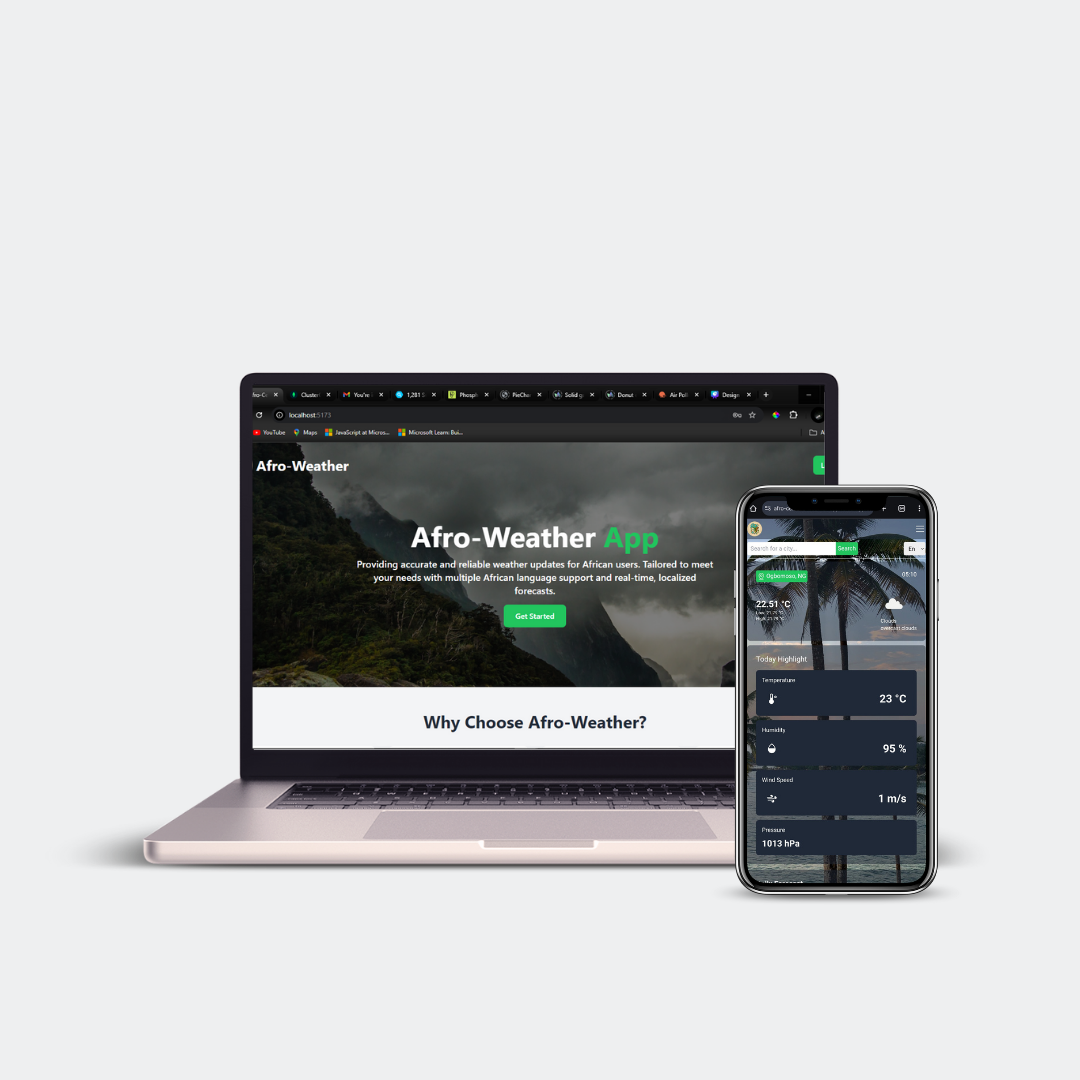 Cluster
You're
1,281 S
Phosph
PieCha
Solid g
Donut
Air Poll
Design
localhost:5173
YouTube
Maps
JavaScript at Micros...
Microsoft Learn: Bui...
Afro-Weather
Afro-Weather App
Providing accurate and reliable weather updates for African users. Tailored to meet
your needs with multiple African language support and real-time, localized
forecasts.
Get Started
Why Choose Afro-Weather?
Search for a city...
Search
En
Ogbomoso, NG
05:10
22.51 °C
Clouds
overcast clouds
Today Highlight
Temperature
23 °C
Humidity
95 %
Wind Speed
1 m/s
Pressure
1013 hPa